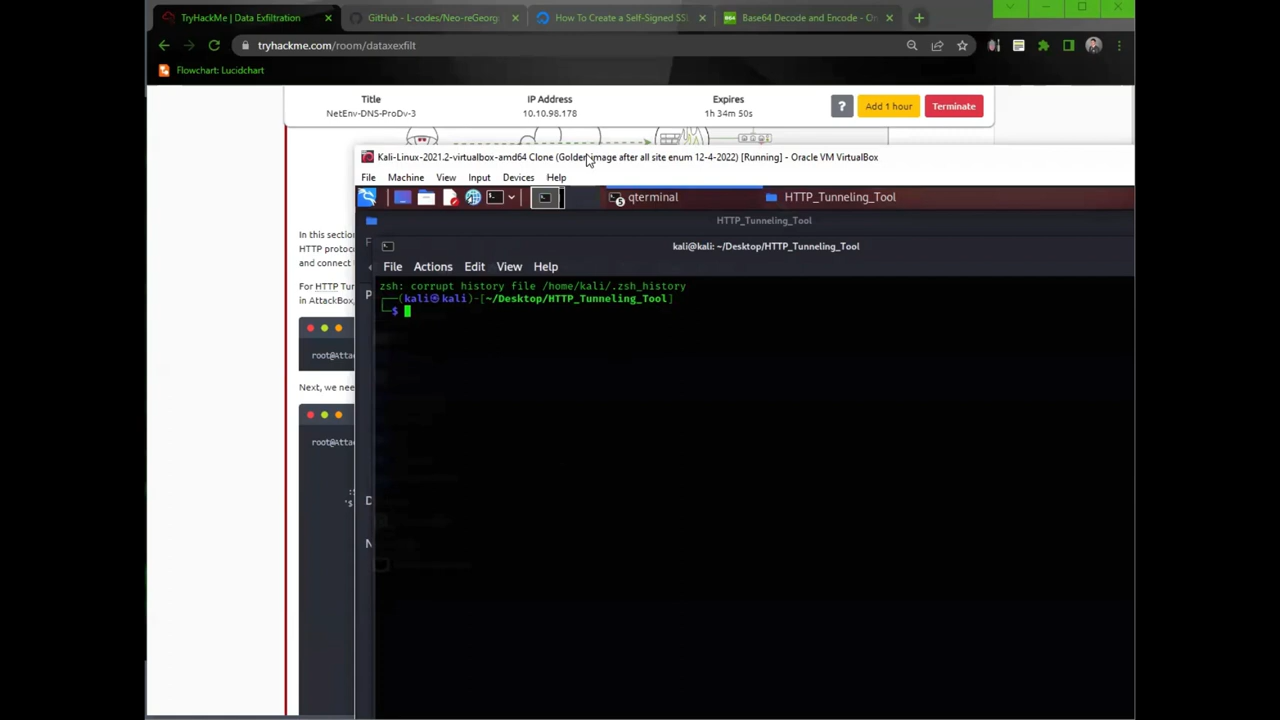 TryHackMe | Data Exfiltration
GitHub - L-codes/Neo-reGeorg
How To Create a Self-Signed SSL
Base64 Decode and Encode - On
tryhackme.com/room/dataxexfilt
Flowchart: Lucidchart
Title
IP Address
Expires
NetEnv-DNS-ProDv-3
10.10.98.178
1h 34m 50s
?
Add 1 hour
Terminate
Kali-Linux-2021.2-virtualbox-amd64 Clone (Golden image after all site enum 12-4-2022) [Running] - Oracle VM VirtualBox
File Machine View Input Devices Help
qterminal
HTTP_Tunneling_Tool
HTTP_Tunneling_Tool
In this section
HTTP protoc
and connect
For HTTP Tu
in AttackBox,
root@Atta
Next, we nee
root@Atta
kali@kali: ~/Desktop/HTTP_Tunneling_Tool
File Actions Edit View Help
zsh: corrupt history file /home/kali/.zsh_history
(kali㉿kali)-[~/Desktop/HTTP_Tunneling_Tool]
$